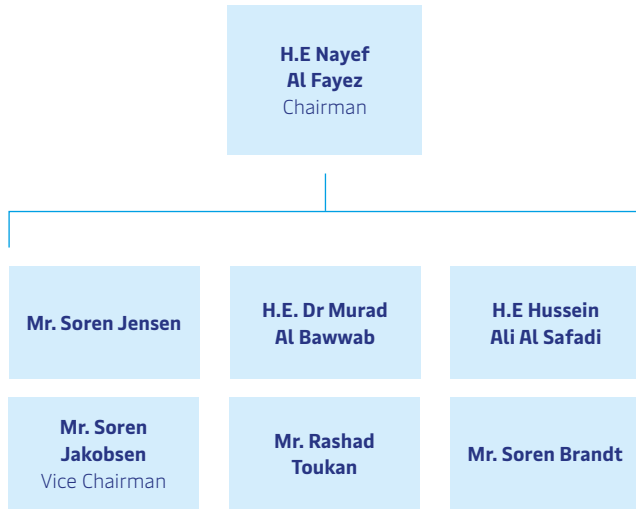 H.E Nayef
Al Fayez
Chairman
Mr. Soren Jensen
H.E. Dr Murad
Al Bawwab
H.E Hussein
Ali Al Safadi
Mr. Soren
Jakobsen
Vice Chairman
Mr. Rashad
Toukan
Mr. Soren Brandt